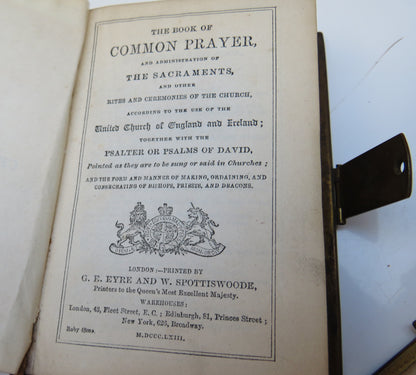 THE BOOK OF
COMMON PRAYER,
AND ADMINISTRATION OF
THE SACRAMENTS,
AND OTHER
RITES AND CEREMONIES OF THE CHURCH,
ACCORDING TO THE USE OF THE
United Church of England and Ireland;
TOGETHER WITH THE
PSALTER OR PSALMS OF DAVID,
Pointed as they are to be sung or said in Churches;
AND THE FORM AND MANNER OF MAKING, ORDAINING, AND
CONSECRATING OF BISHOPS, PRIESTS, AND DEACONS.
LONDON:—PRINTED BY
G. E. EYRE AND W. SPOTTISWOODE,
Printers to the Queen's Most Excellent Majesty.
WAREHOUSES:
London, 43, Fleet Street, E. C.; Edinburgh, 81, Princes Street;
New York, 626, Broadway.
Ruby 48mo.
M.DCCC.LXIII.